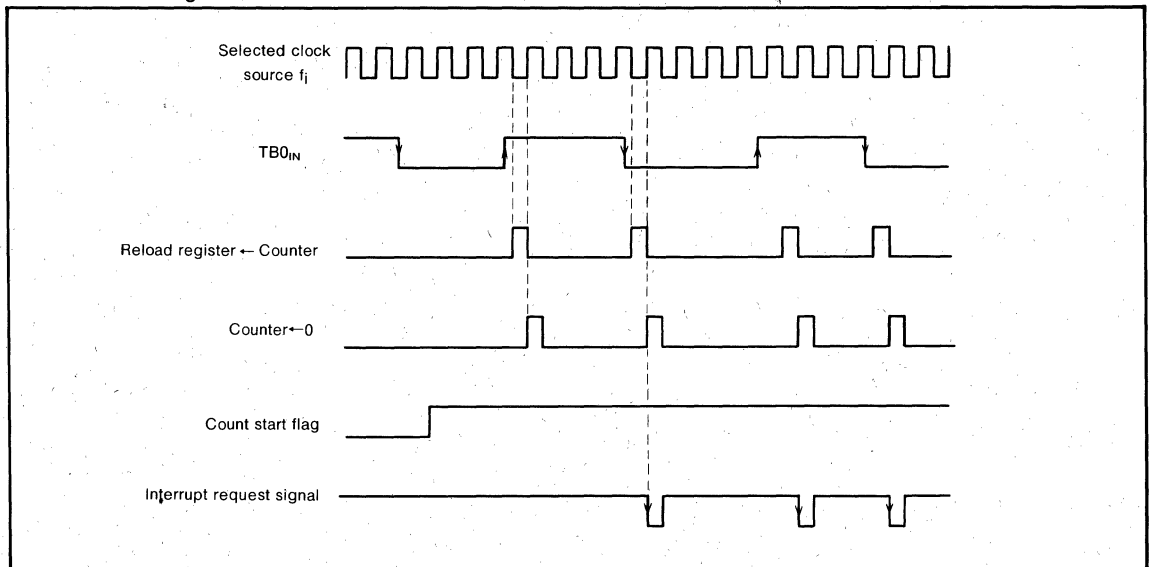 Selected clock
source fi
TB0IN
Reload register ← Counter
Counter←0
Count start flag
Interrupt request signal